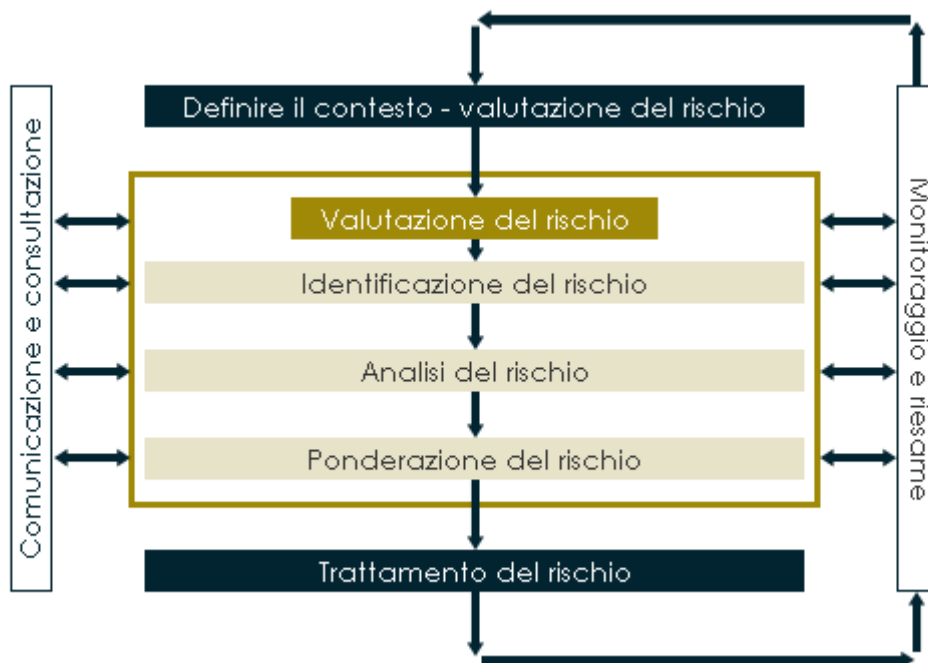 Definire il contesto - valutazione del rischio
Comunicazione e consultazione
Valutazione del rischio
Identificazione del rischio
Analisi del rischio
Ponderazione del rischio
Monitoraggio e riesame
Trattamento del rischio